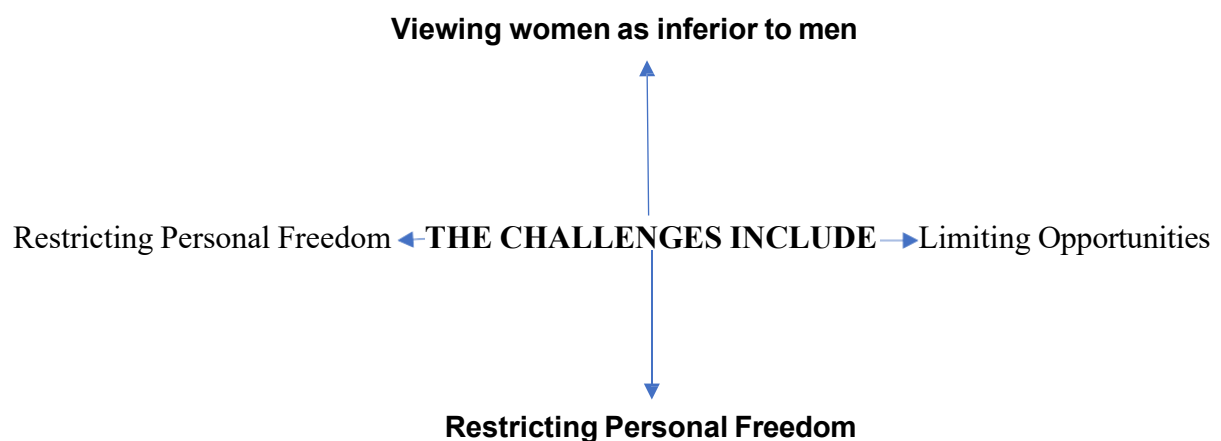 Viewing women as inferior to men
Restricting Personal Freedom THE CHALLENGES INCLUDE Limiting Opportunities
Restricting Personal Freedom